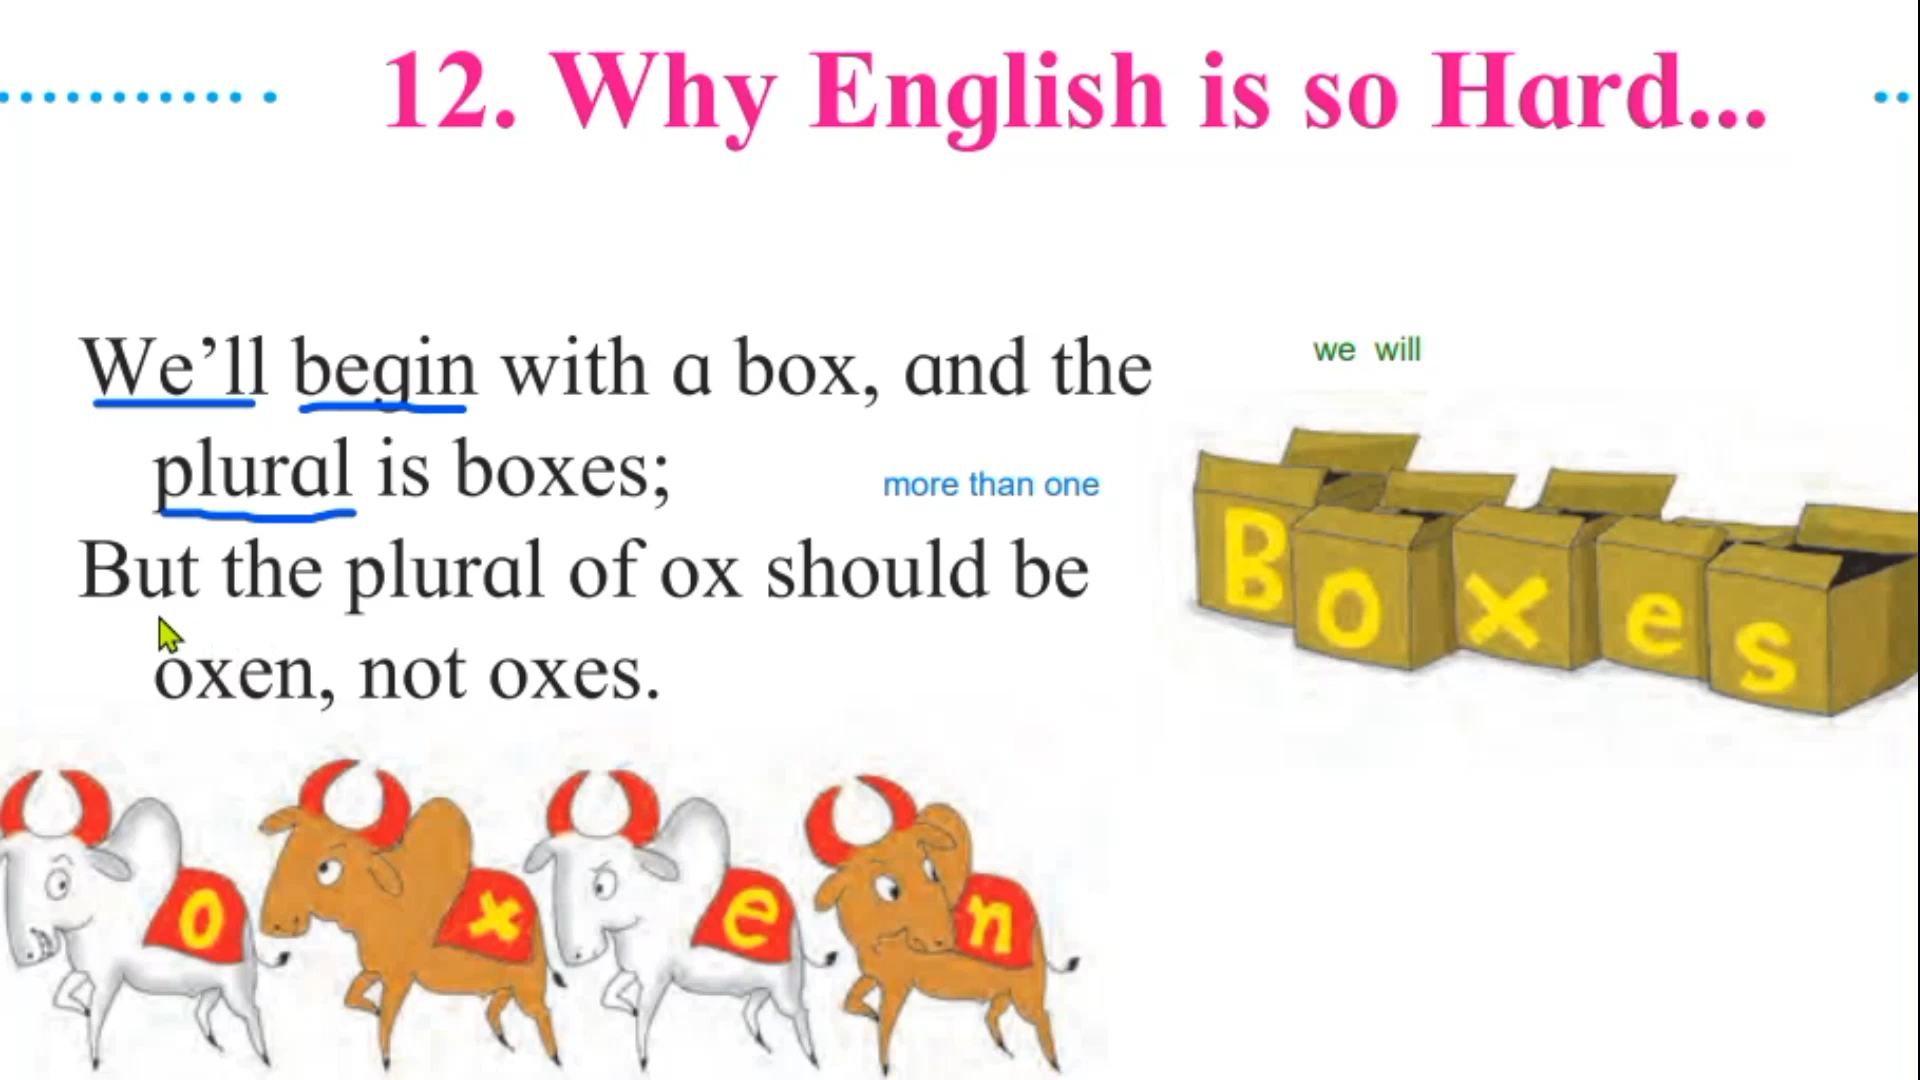 12. Why English is so Hard...
We’ll begin with a box, and the
we will
plural is boxes;
more than one
But the plural of ox should be
oxen, not oxes.
Boxes
oxen